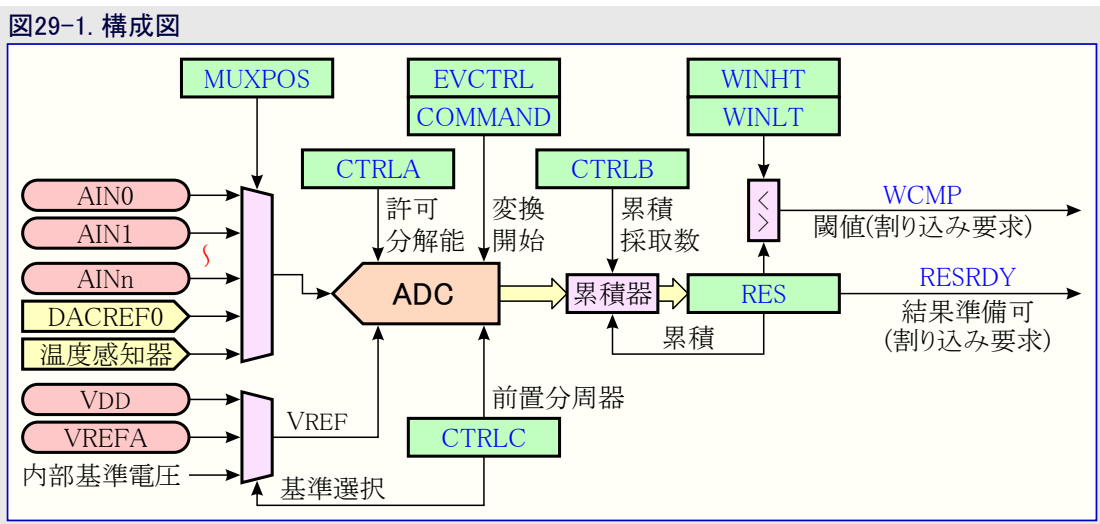 図29-1. 構成図
MUXPOS
EVCTRL
COMMAND
WINHT
WINLT
CTRLA
CTRLB
許可
分解能
変換
開始
累積
採取数
AIN0
AIN1
AINn
DACREF0
温度感知器
ADC
累積器
RES
累積
< >
WCMP
閾値(割り込み要求)
RESRDY
結果準備可
(割り込み要求)
VDD
VREFA
内部基準電圧
VREF
前置分周器
CTRLC
基準選択